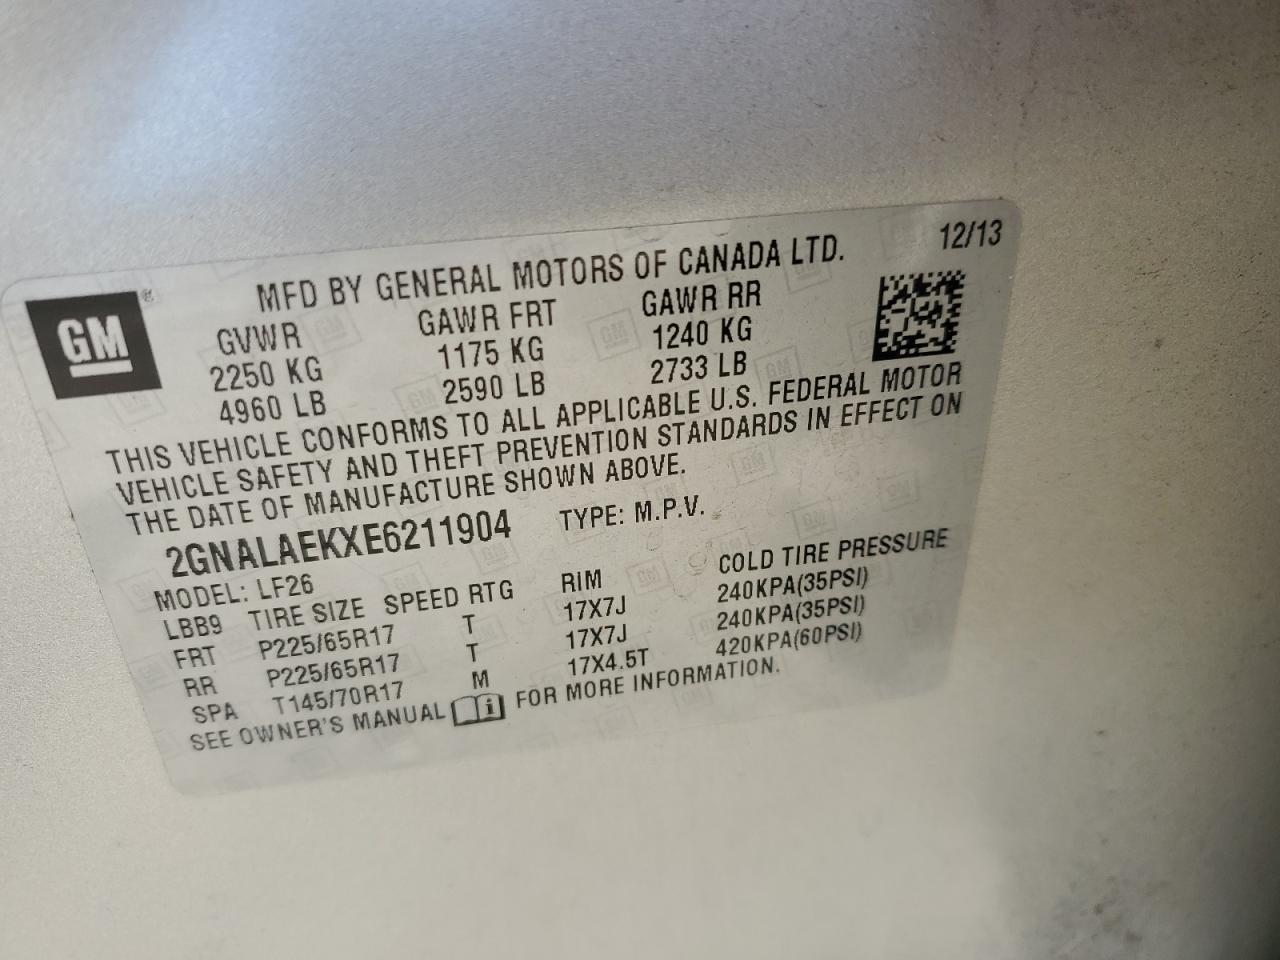 12/13
GM ®
MFD BY GENERAL MOTORS OF CANADA LTD.
GVWR GAWR FRT GAWR RR
2250 KG 1175 KG 1240 KG
4960 LB 2590 LB 2733 LB
THIS VEHICLE CONFORMS TO ALL APPLICABLE U.S. FEDERAL MOTOR
VEHICLE SAFETY AND THEFT PREVENTION STANDARDS IN EFFECT ON
THE DATE OF MANUFACTURE SHOWN ABOVE.
2GNALAEKXE6211904 TYPE: M.P.V.
MODEL: LF26
LBB9 TIRE SIZE SPEED RTG RIM COLD TIRE PRESSURE
FRT P225/65R17 T 17X7J 240KPA(35PSI)
RR P225/65R17 T 17X7J 240KPA(35PSI)
SPA T145/70R17 M 17X4.5T 420KPA(60PSI)
SEE OWNER'S MANUAL i FOR MORE INFORMATION.